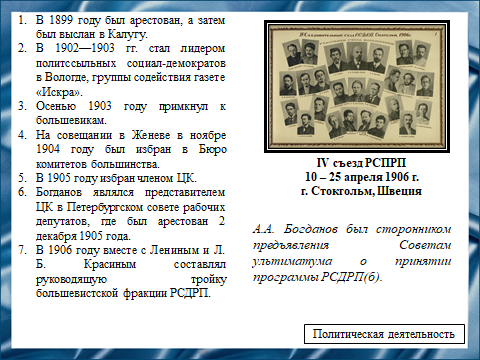 1. В 1899 году был арестован, а затем
был выслан в Калугу.
2. В 1902—1903 гг. стал лидером
политссыльных социал-демократов
в Вологде, группы содействия газете
«Искра».
3. Осенью 1903 году примкнул к
большевикам.
4. На совещании в Женеве в ноябре
1904 году был избран в Бюро
комитетов большинства.
5. В 1905 году избран членом ЦК.
6. Богданов являлся представителем
ЦК в Петербургском совете рабочих
депутатов, где был арестован 2
декабря 1905 года.
7. В 1906 году вместе с Лениным и Л.
Б. Красиным составлял
руководящую тройку
большевистской фракции РСДРП.
IV съезд РСПРП
10 – 25 апреля 1906 г.
г. Стокгольм, Швеция
А.А. Богданов был сторонником
предъявления Советам
ультиматума о принятии
программы РСДРП(б).
Политическая деятельность